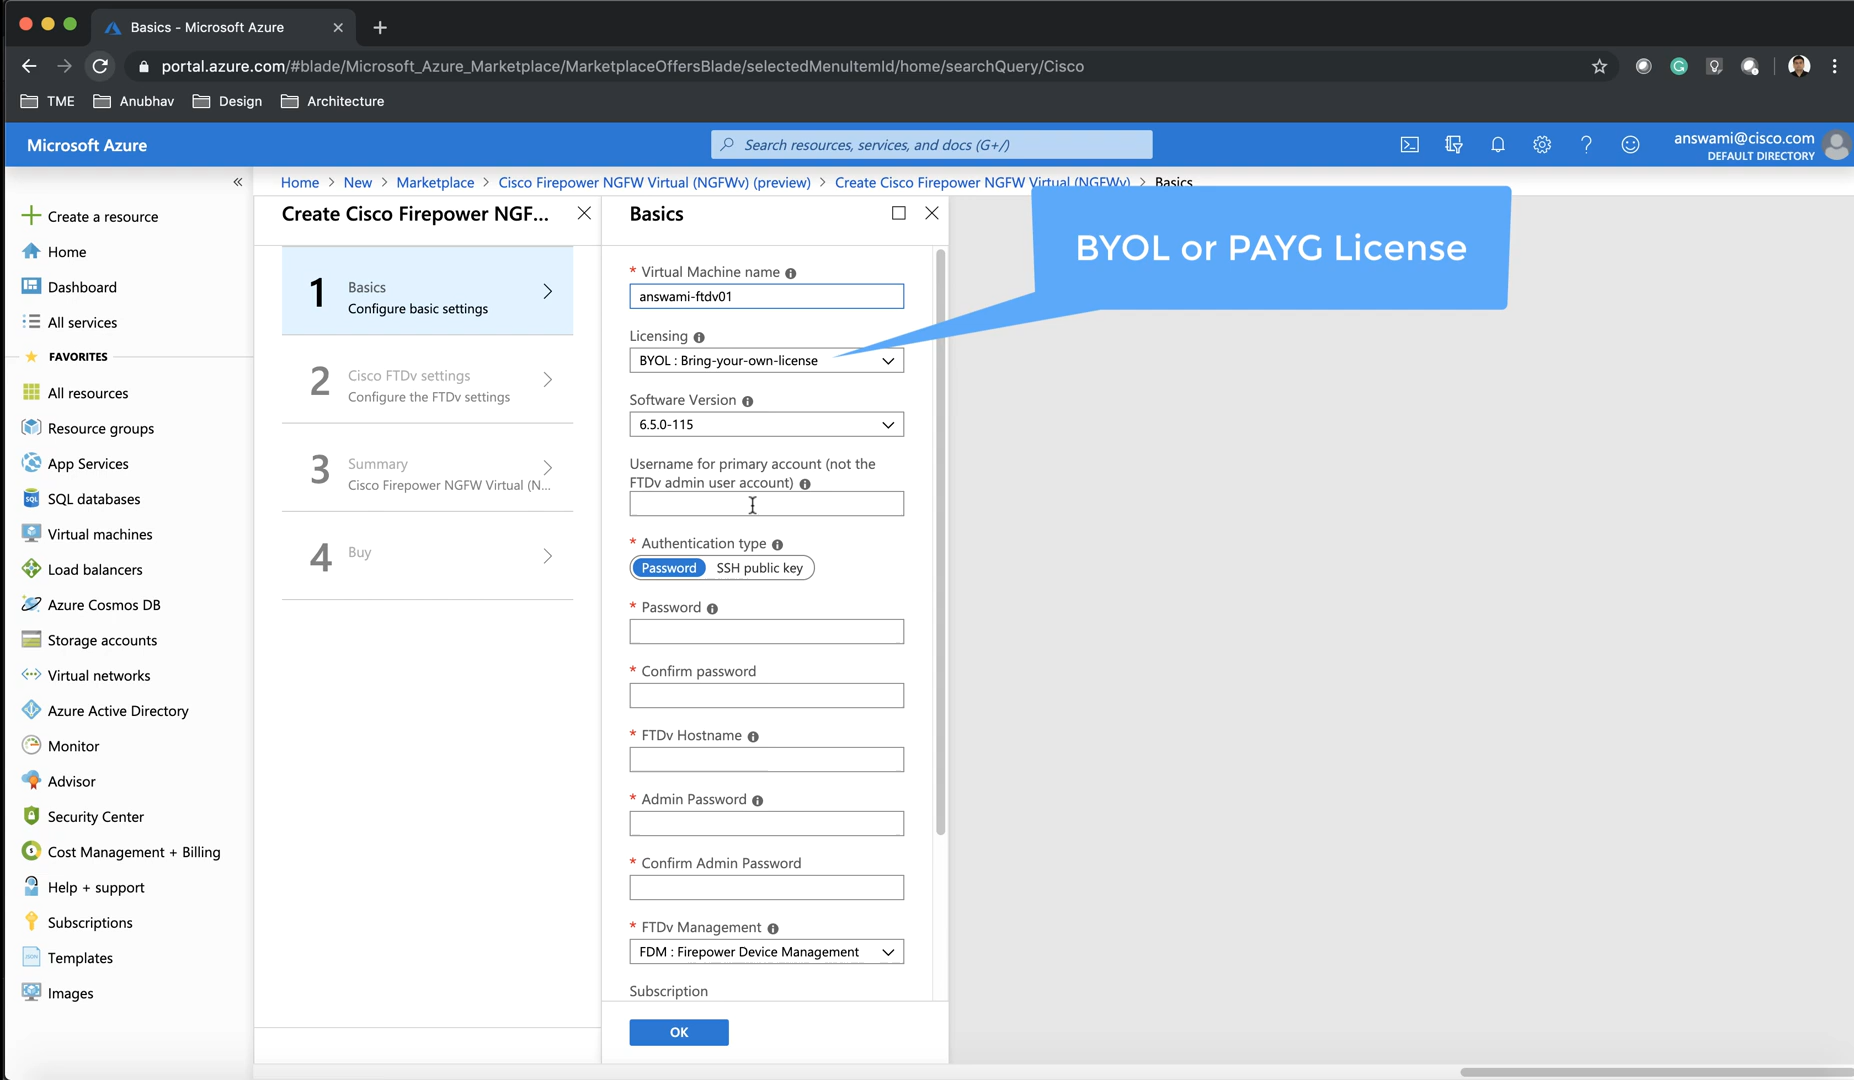 Basics - Microsoft Azure
portal.azure.com/#blade/Microsoft_Azure_Marketplace/MarketplaceOffersBlade/selectedMenuItemId/home/searchQuery/Cisco
TME Anubhav Design Architecture
Microsoft Azure
Search resources, services, and docs (G+/)
answami@cisco.com
DEFAULT DIRECTORY
Home > New > Marketplace > Cisco Firepower NGFW Virtual (NGFWv) (preview) > Create Cisco Firepower NGFW Virtual (NGFWv) > Basics
Create a resource
Home
Dashboard
All services
FAVORITES
All resources
Resource groups
App Services
SQL databases
Virtual machines
Load balancers
Azure Cosmos DB
Storage accounts
Virtual networks
Azure Active Directory
Monitor
Advisor
Security Center
Cost Management + Billing
Help + support
Subscriptions
Templates
Images
Create Cisco Firepower NGF...
1 Basics
Configure basic settings
2 Cisco FTDv settings
Configure the FTDv settings
3 Summary
Cisco Firepower NGFW Virtual (N...
4 Buy
Basics
* Virtual Machine name
answami-ftdv01
Licensing
BYOL : Bring-your-own-license
Software Version
6.5.0-115
Username for primary account (not the
FTDv admin user account)
* Authentication type
Password SSH public key
* Password
* Confirm password
* FTDv Hostname
* Admin Password
* Confirm Admin Password
* FTDv Management
FDM : Firepower Device Management
Subscription
OK
BYOL or PAYG License